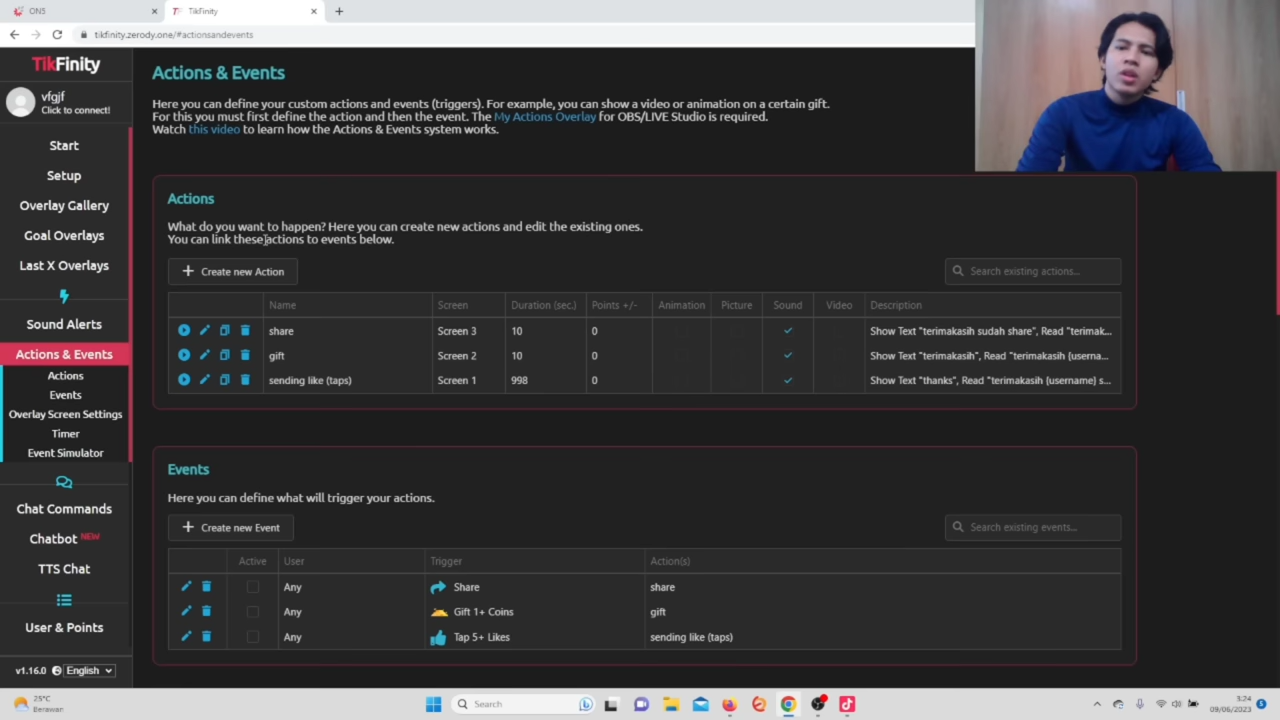 ONS
TikFinity
tikfinity.zerody.one/#actionsandevents
TikFinity
vfgjf
Click to connect!
Start
Setup
Overlay Gallery
Goal Overlays
Last X Overlays
Sound Alerts
Actions & Events
Actions
Events
Overlay Screen Settings
Timer
Event Simulator
Chat Commands
Chatbot NEW
TTS Chat
User & Points
v1.16.0 English
Actions & Events
Here you can define your custom actions and events (triggers). For example, you can show a video or animation on a certain gift.
For this you must first define the action and then the event. The My Actions Overlay for OBS/LIVE Studio is required.
Watch this video to learn how the Actions & Events system works.
Actions
What do you want to happen? Here you can create new actions and edit the existing ones.
You can link these actions to events below.
+ Create new Action
Search existing actions...
Name Screen Duration (sec.) Points +/- Animation Picture Sound Video Description
share Screen 3 10 0 Show Text "terimakasih sudah share", Read "terimak...
gift Screen 2 10 0 Show Text "terimakasih", Read "terimakasih (userna...
sending like (taps) Screen 1 998 0 Show Text "thanks", Read "terimakasih (username) s...
Events
Here you can define what will trigger your actions.
+ Create new Event
Search existing events...
Active User Trigger Action(s)
Any Share share
Any Gift 1+ Coins gift
Any Tap 5+ Likes sending like (taps)
25°C
Berawan
Search
3:24
09/06/2023
5